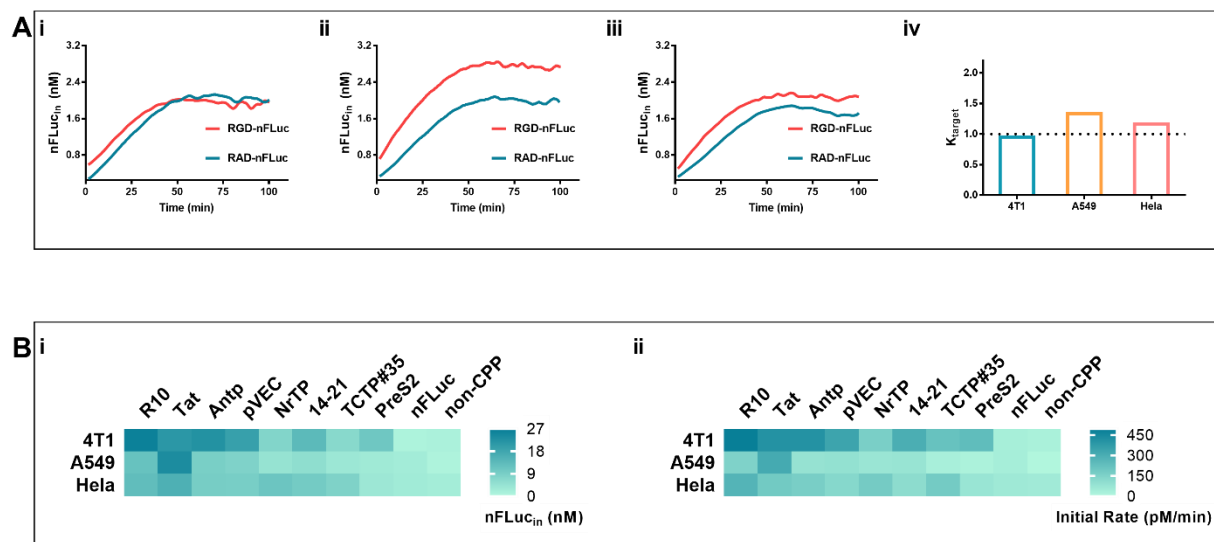 A
i
nFLucin (nM)
3.2
2.4
1.6
0.8
RGD-nFLuc
RAD-nFLuc
0
25
50
75
100
Time (min)
ii
nFLucin (nM)
3.2
2.4
1.6
0.8
RGD-nFLuc
RAD-nFLuc
0
25
50
75
100
Time (min)
iii
nFLucin (nM)
3.2
2.4
1.6
0.8
RGD-nFLuc
RAD-nFLuc
0
25
50
75
100
Time (min)
iv
Ktarget
2.0
1.5
1.0
0.5
0.0
4T1
A549
Hela
B
i
R10
Tat
Antp
pVEC
NrTP
14-21
TCTP#35
PreS2
nFLuc
non-CPP
4T1
A549
Hela
27
18
9
0
nFLucin (nM)
ii
R10
Tat
Antp
pVEC
NrTP
14-21
TCTP#35
PreS2
nFLuc
non-CPP
4T1
A549
Hela
450
300
150
0
Initial Rate (pM/min)